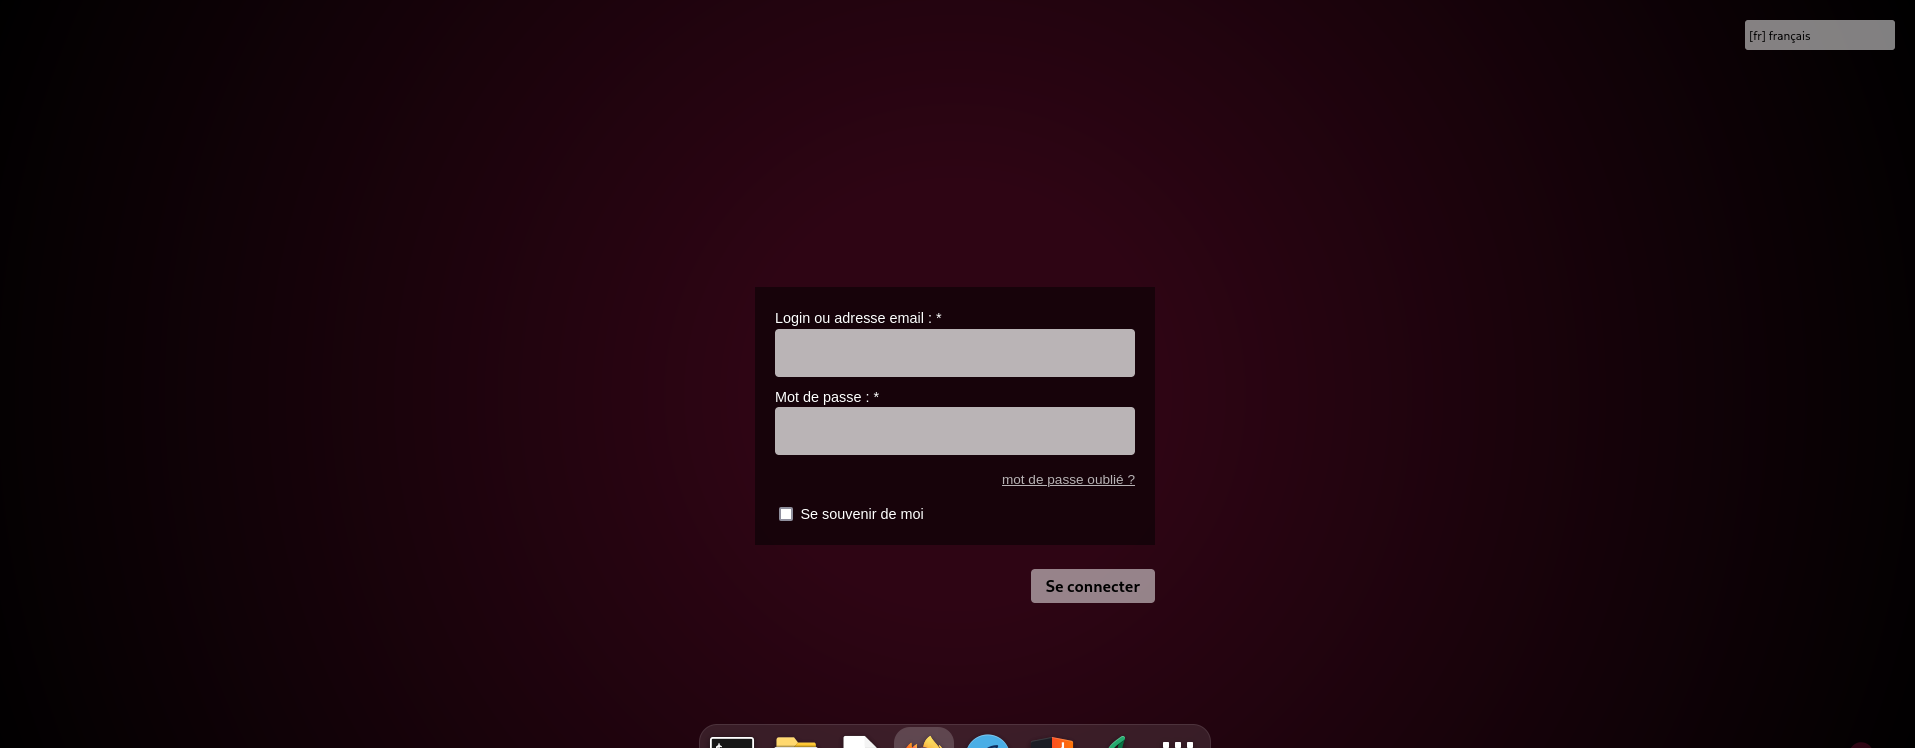 [fr] français
Login ou adresse email : *
Mot de passe : *
mot de passe oublié ?
Se souvenir de moi
Se connecter